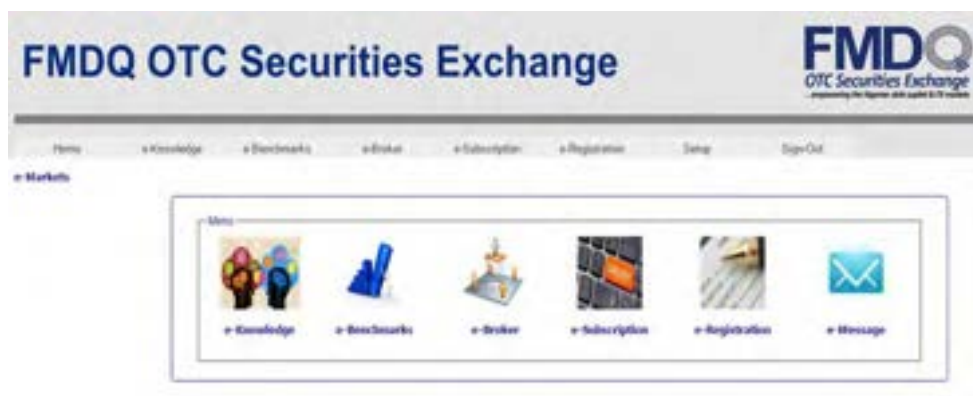 FMDQ OTC Securities Exchange
FMDQ
OTC Securities Exchange
Home e-Knowledge e-Benchmarks e-Broker e-Subscription e-Registration Setup Sign-Out
e-Markets
Menu
e-Knowledge e-Benchmarks e-Broker e-Subscription e-Registration e-Message